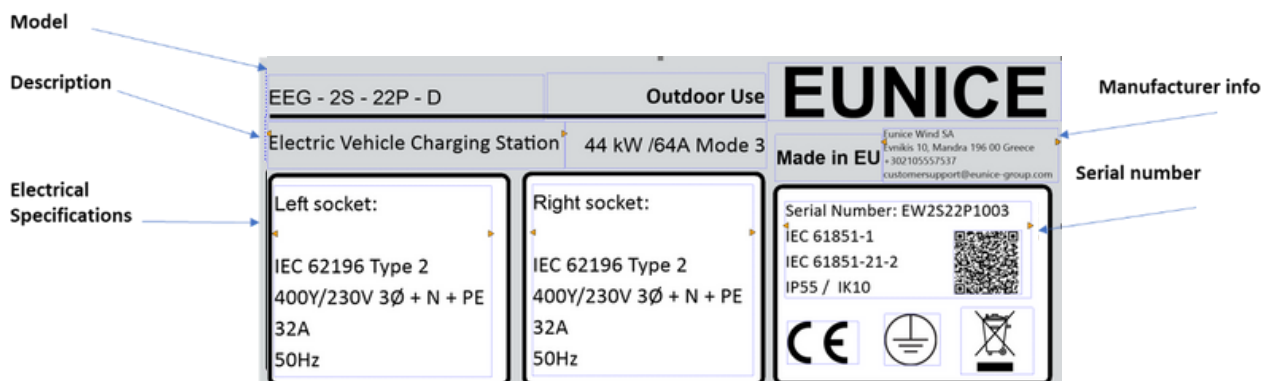 Model
Description
Electrical
Specifications
EEG - 2S - 22P - D
Outdoor Use
EUNICE
Electric Vehicle Charging Station
44 kW /64A Mode 3
Made in EU
Eunice Wind SA
Evnikis 10, Mandra 196 00 Greece
+302105557537
customersupport@eunice-group.com
Manufacturer info
Serial number
Left socket:
IEC 62196 Type 2
400Y/230V 3Ø + N + PE
32A
50Hz
Right socket:
IEC 62196 Type 2
400Y/230V 3Ø + N + PE
32A
50Hz
Serial Number: EW2S22P1003
IEC 61851-1
IEC 61851-21-2
IP55 / IK10
CE